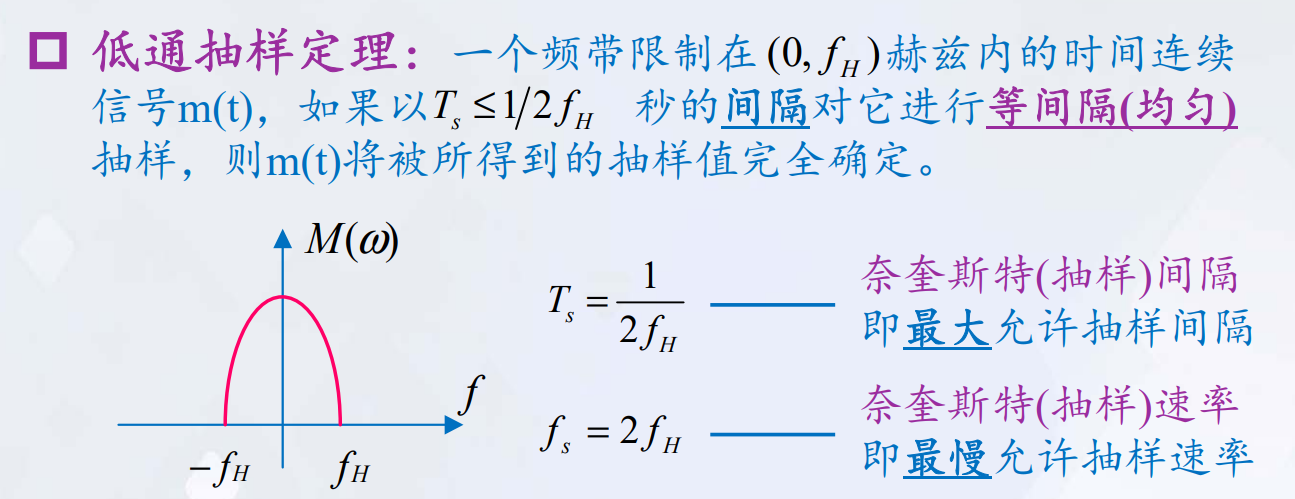 低通抽样定理：一个频带限制在(0, f_H)赫兹内的时间连续
信号m(t)，如果以T_s ≤1/2f_H 秒的间隔对它进行等间隔(均匀)
抽样，则m(t)将被所得到的抽样值完全确定。
M(ω)
f
−f_H f_H
T_s = 1/(2f_H)
奈奎斯特(抽样)间隔
即最大允许抽样间隔
f_s = 2f_H
奈奎斯特(抽样)速率
即最慢允许抽样速率